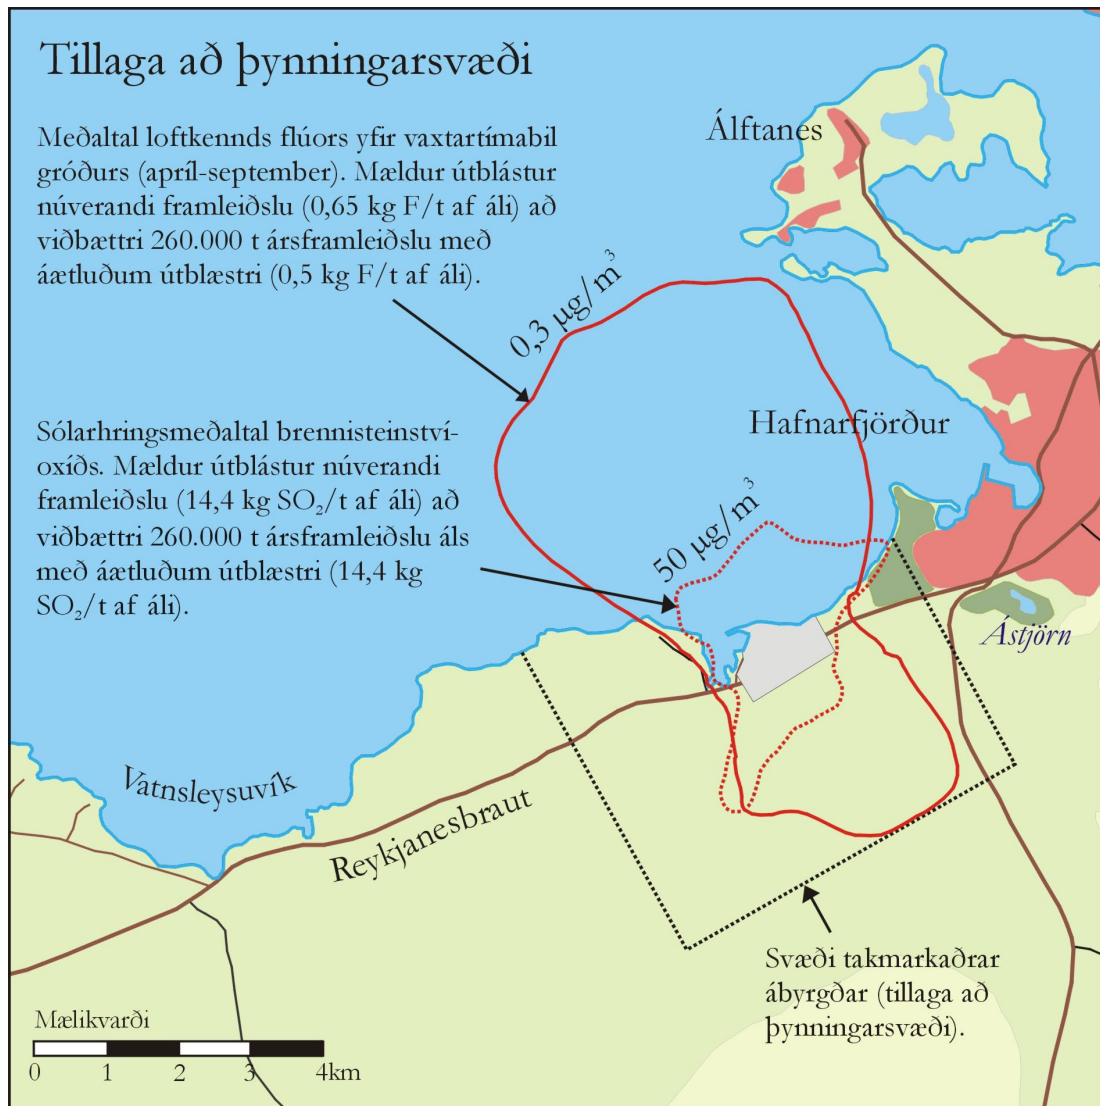 Tillaga að þynningarsvæði
Meðaltal loftkennds flúors yfir vaxtartímabil
gróðurs (apríl-september). Mældur útblástur
núverandi framleiðslu (0,65 kg F/t af áli) að
viðbættri 260.000 t ársframleiðslu með
áætluðum útblæstri (0,5 kg F/t af áli).
Álftanes
0,3 µg/m³
Sólarhringsmeðaltal brennisteinství-
oxíðs. Mældur útblástur núverandi
framleiðslu (14,4 kg SO₂/t af áli) að
viðbættri 260.000 t ársframleiðslu áls
með áætluðum útblæstri (14,4 kg
SO₂/t af áli).
Hafnarfjörður
50 µg/m³
Ástjörn
Vatnsleysuvík
Reykjanesbraut
Svæði takmarkaðrar
ábyrgðar (tillaga að
þynningarsvæði).
Mælikvarði
0 1 2 3 4km